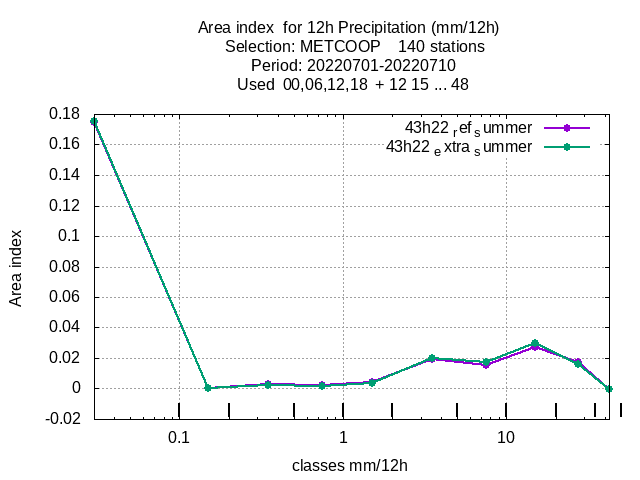 Area index  for 12h Precipitation (mm/12h)
Selection: METCOOP    140 stations
Period: 20220701-20220710
Used  00,06,12,18  + 12 15 ... 48
43h22 ref summer
43h22 extra summer
0.18
0.16
0.14
0.12
0.1
0.08
0.06
0.04
0.02
0
-0.02
Area index
0.1 1 10
classes mm/12h